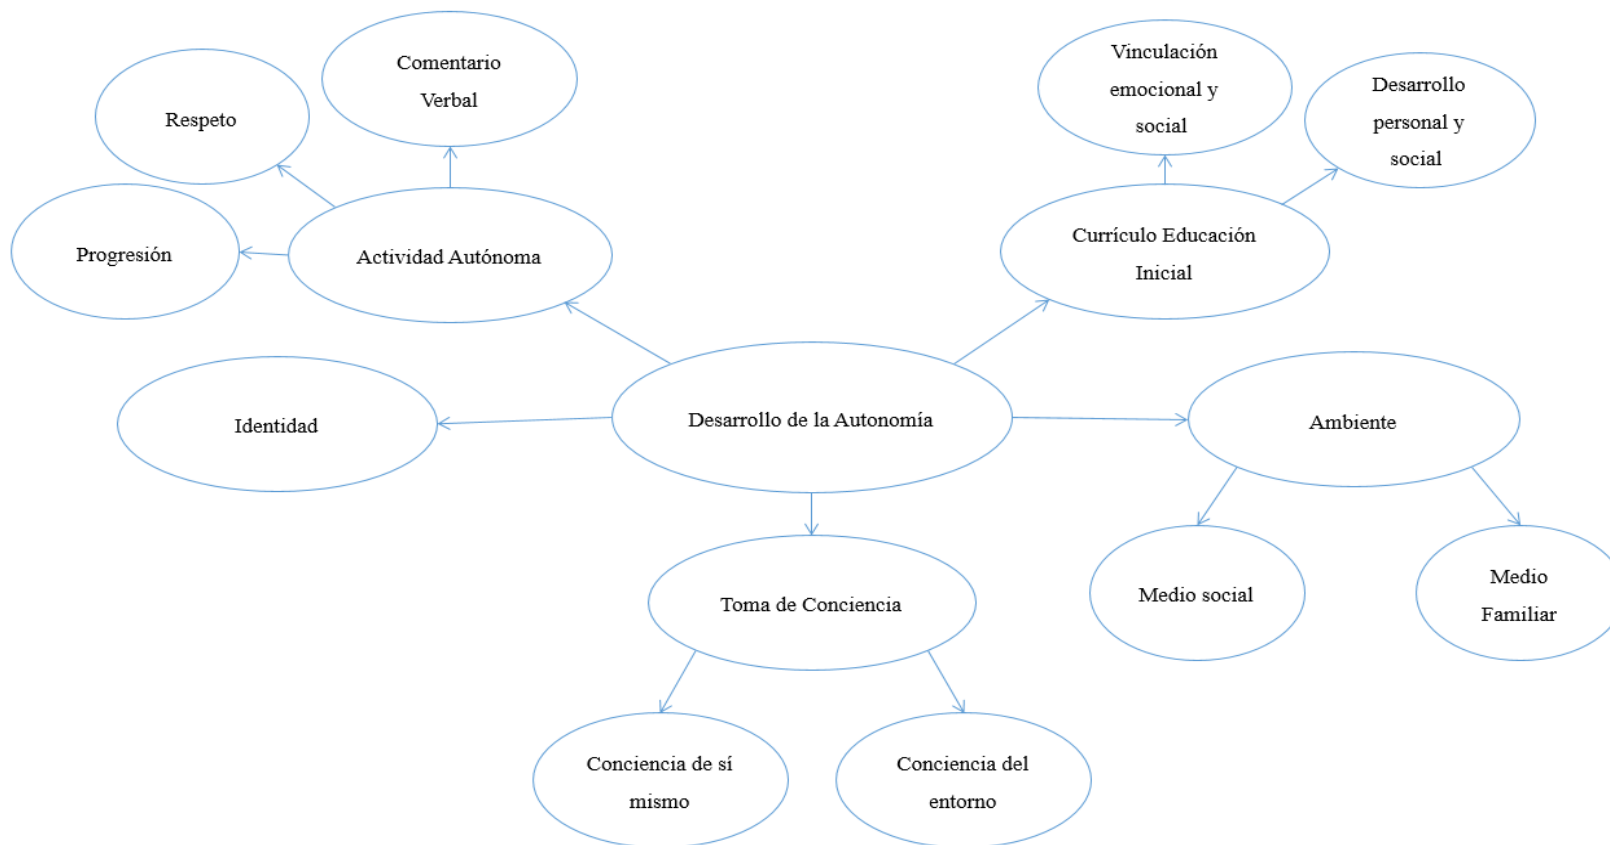 Comentario
Verbal
Respeto
Progresión
Actividad Autónoma
Vinculación
emocional y
social
Desarrollo
personal y
social
Currículo Educación
Inicial
Identidad
Desarrollo de la Autonomía
Ambiente
Medio social
Medio
Familiar
Toma de Conciencia
Conciencia de sí
mismo
Conciencia del
entorno